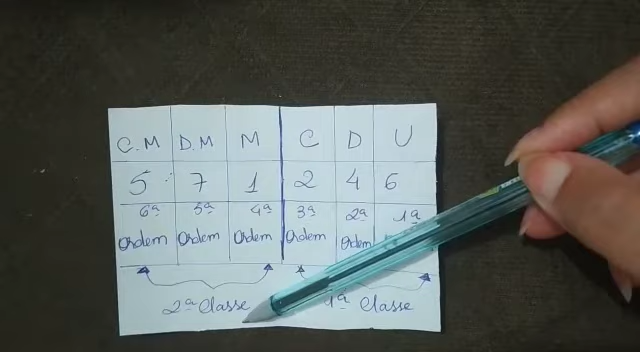 C.M D.M M C D U
5 7 1 2 4 6
6ª 5ª 4ª 3ª 2ª 1ª
Ordem Ordem Ordem Ordem Ordem
2ª Classe 1ª Classe